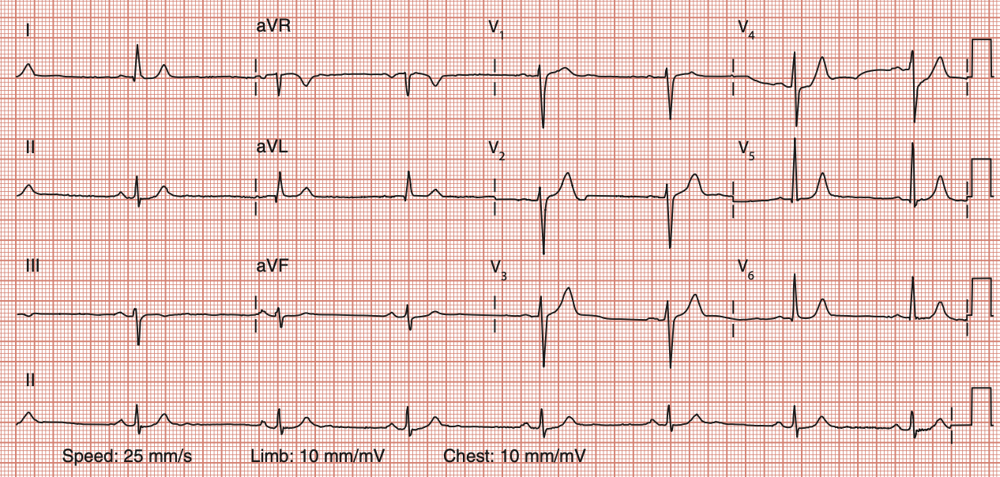 I aVR V1 V4
II aVL V2 V5
III aVF V3 V6
II
Speed: 25 mm/s Limb: 10 mm/mV Chest: 10 mm/mV